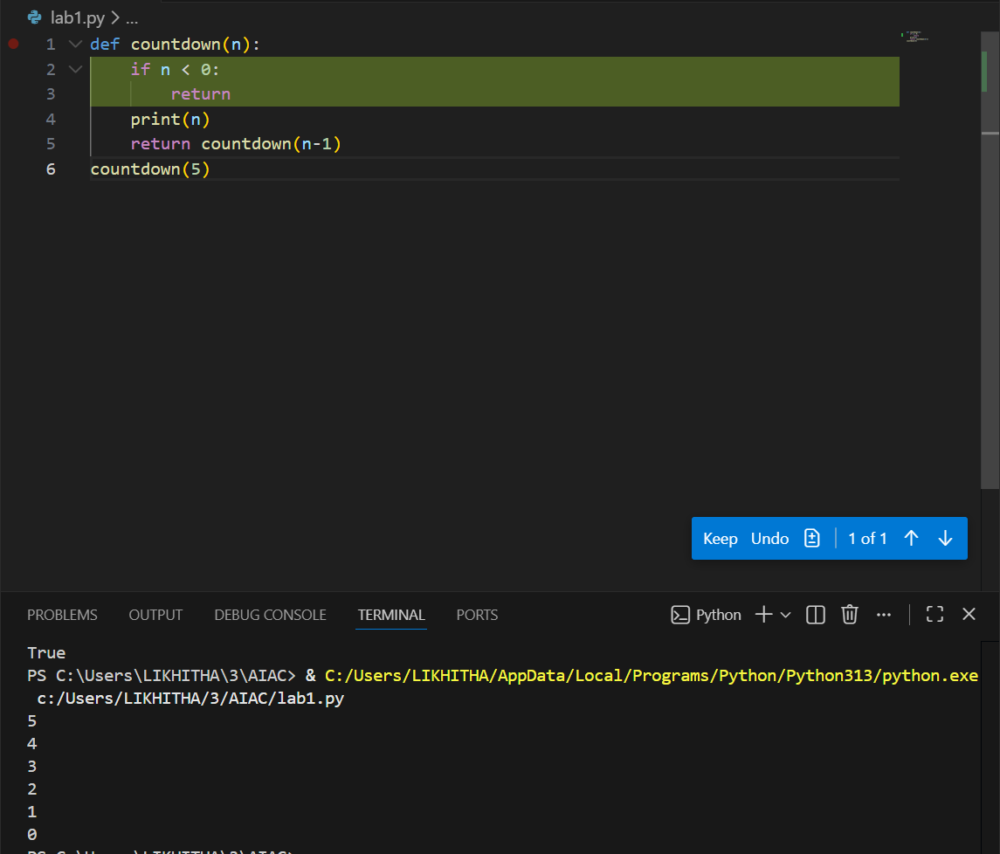 lab1.py > ...
1 def countdown(n):
2     if n < 0:
3         return
4     print(n)
5     return countdown(n-1)
6 countdown(5)
Keep Undo 1 of 1
PROBLEMS OUTPUT DEBUG CONSOLE TERMINAL PORTS Python
True
PS C:\Users\LIKHITHA\3\AIAC> & C:/Users/LIKHITHA/AppData/Local/Programs/Python/Python313/python.exe
 c:/Users/LIKHITHA/3/AIAC/lab1.py
5
4
3
2
1
0
PS C:\Users\LIKHITHA\3\AIAC>